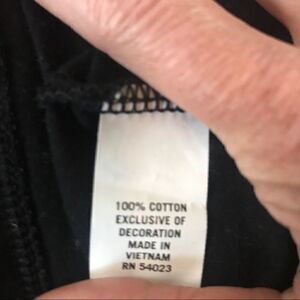 100% COTTON
EXCLUSIVE OF
DECORATION
MADE IN
VIETNAM
RN 54023